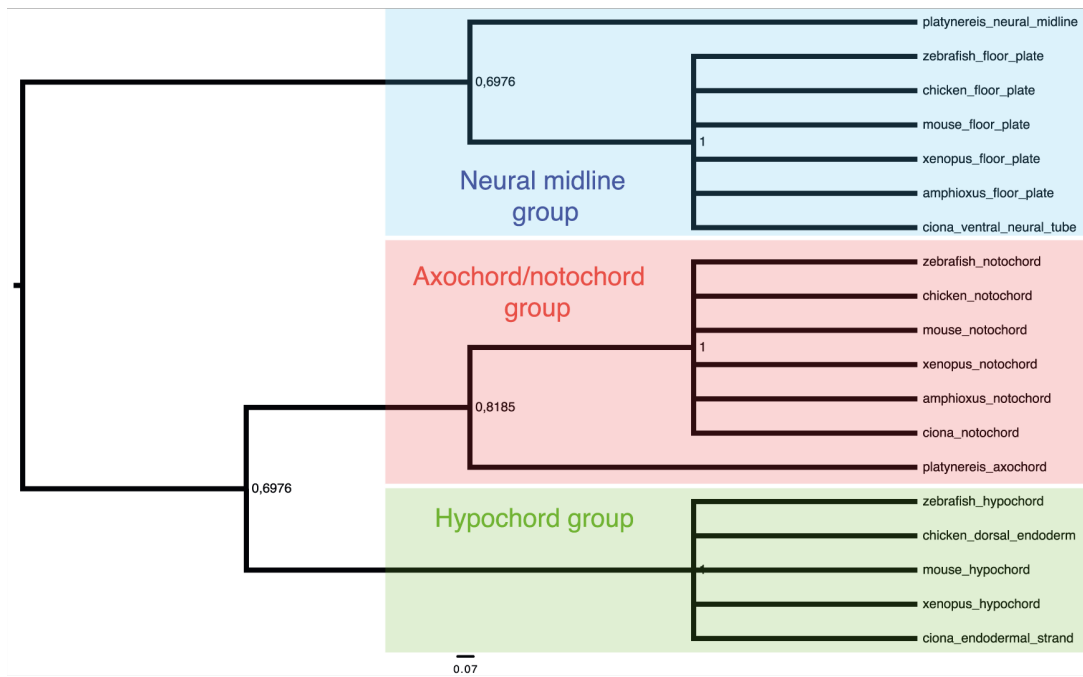 platynereis_neural_midline
zebrafish_floor_plate
0,6976
chicken_floor_plate
mouse_floor_plate
1
xenopus_floor_plate
Neural midline
group
amphioxus_floor_plate
ciona_ventral_neural_tube
zebrafish_notochord
Axochord/notochord
group
chicken_notochord
mouse_notochord
1
xenopus_notochord
amphioxus_notochord
0,8185
ciona_notochord
platynereis_axochord
0,6976
zebrafish_hypochord
Hypochord group
chicken_dorsal_endoderm
mouse_hypochord
xenopus_hypochord
ciona_endodermal_strand
0.07